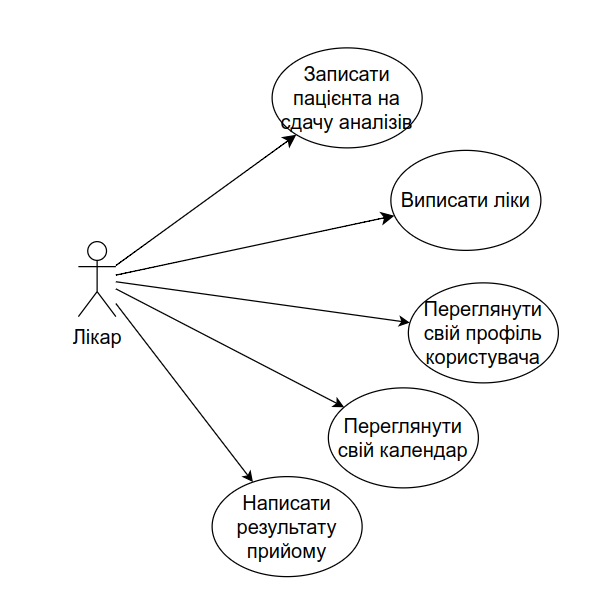 Записати
пацієнта на
сдачу аналізів
Виписати ліки
Лікар
Переглянути
свій профіль
користувача
Переглянути
свій календар
Написати
результату
прийому